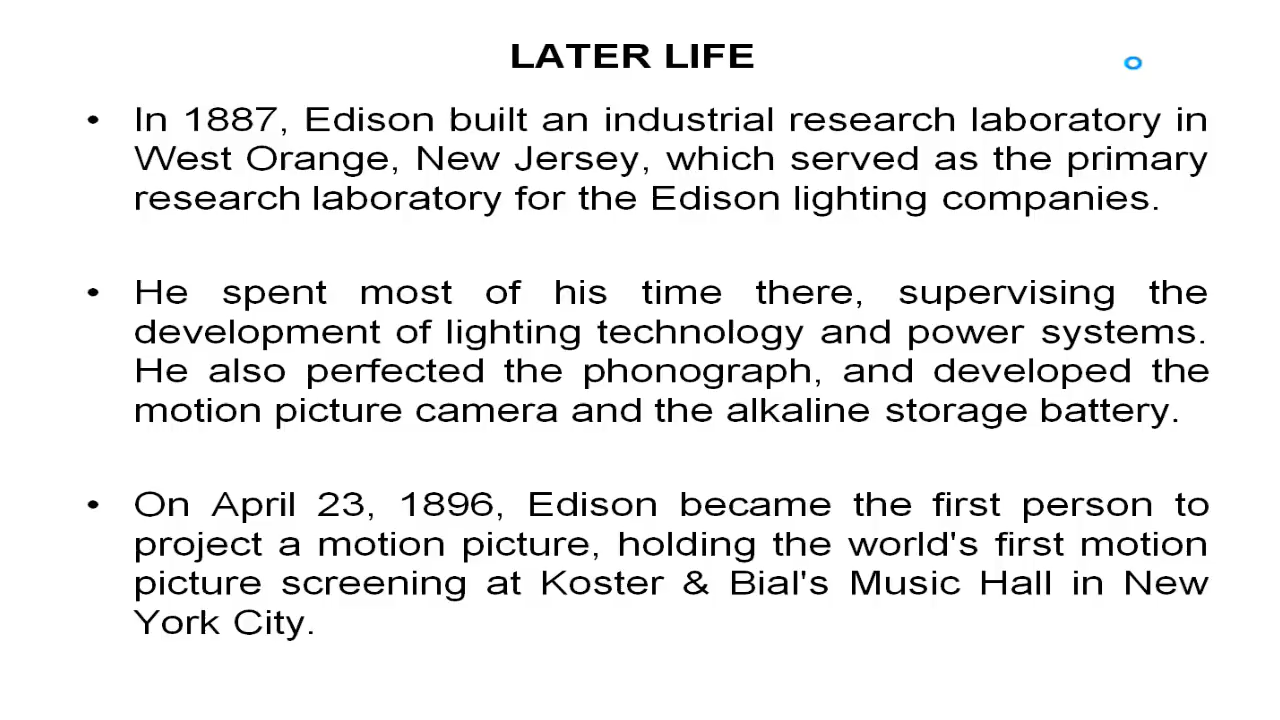 LATER LIFE
• In 1887, Edison built an industrial research laboratory in
West Orange, New Jersey, which served as the primary
research laboratory for the Edison lighting companies.
• He spent most of his time there, supervising the
development of lighting technology and power systems.
He also perfected the phonograph, and developed the
motion picture camera and the alkaline storage battery.
• On April 23, 1896, Edison became the first person to
project a motion picture, holding the world's first motion
picture screening at Koster & Bial's Music Hall in New
York City.